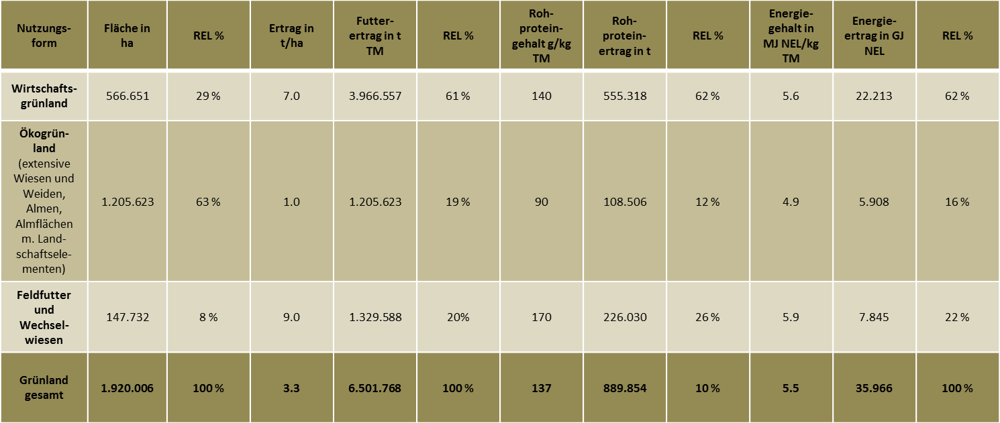 Nutzungs-
form
Fläche in
ha
REL %
Ertrag in
t/ha
Futter-
ertrag in t
TM
REL %
Roh-
protein-
gehalt g/kg
TM
Roh-
protein-
ertrag in t
REL %
Energie-
gehalt in
MJ NEL/kg
TM
Energie-
ertrag in GJ
NEL
REL %
Wirtschafts-
grünland
566.651
29 %
7.0
3.966.557
61 %
140
555.318
62 %
5.6
22.213
62 %
Ökogrün-
land
(extensive
Wiesen und
Weiden,
Almen,
Almflächen
m. Land-
schaftsele-
menten)
1.205.623
63 %
1.0
1.205.623
19 %
90
108.506
12 %
4.9
5.908
16 %
Feldfutter
und
Wechsel-
wiesen
147.732
8 %
9.0
1.329.588
20%
170
226.030
26 %
5.9
7.845
22 %
Grünland
gesamt
1.920.006
100 %
3.3
6.501.768
100 %
137
889.854
10 %
5.5
35.966
100 %